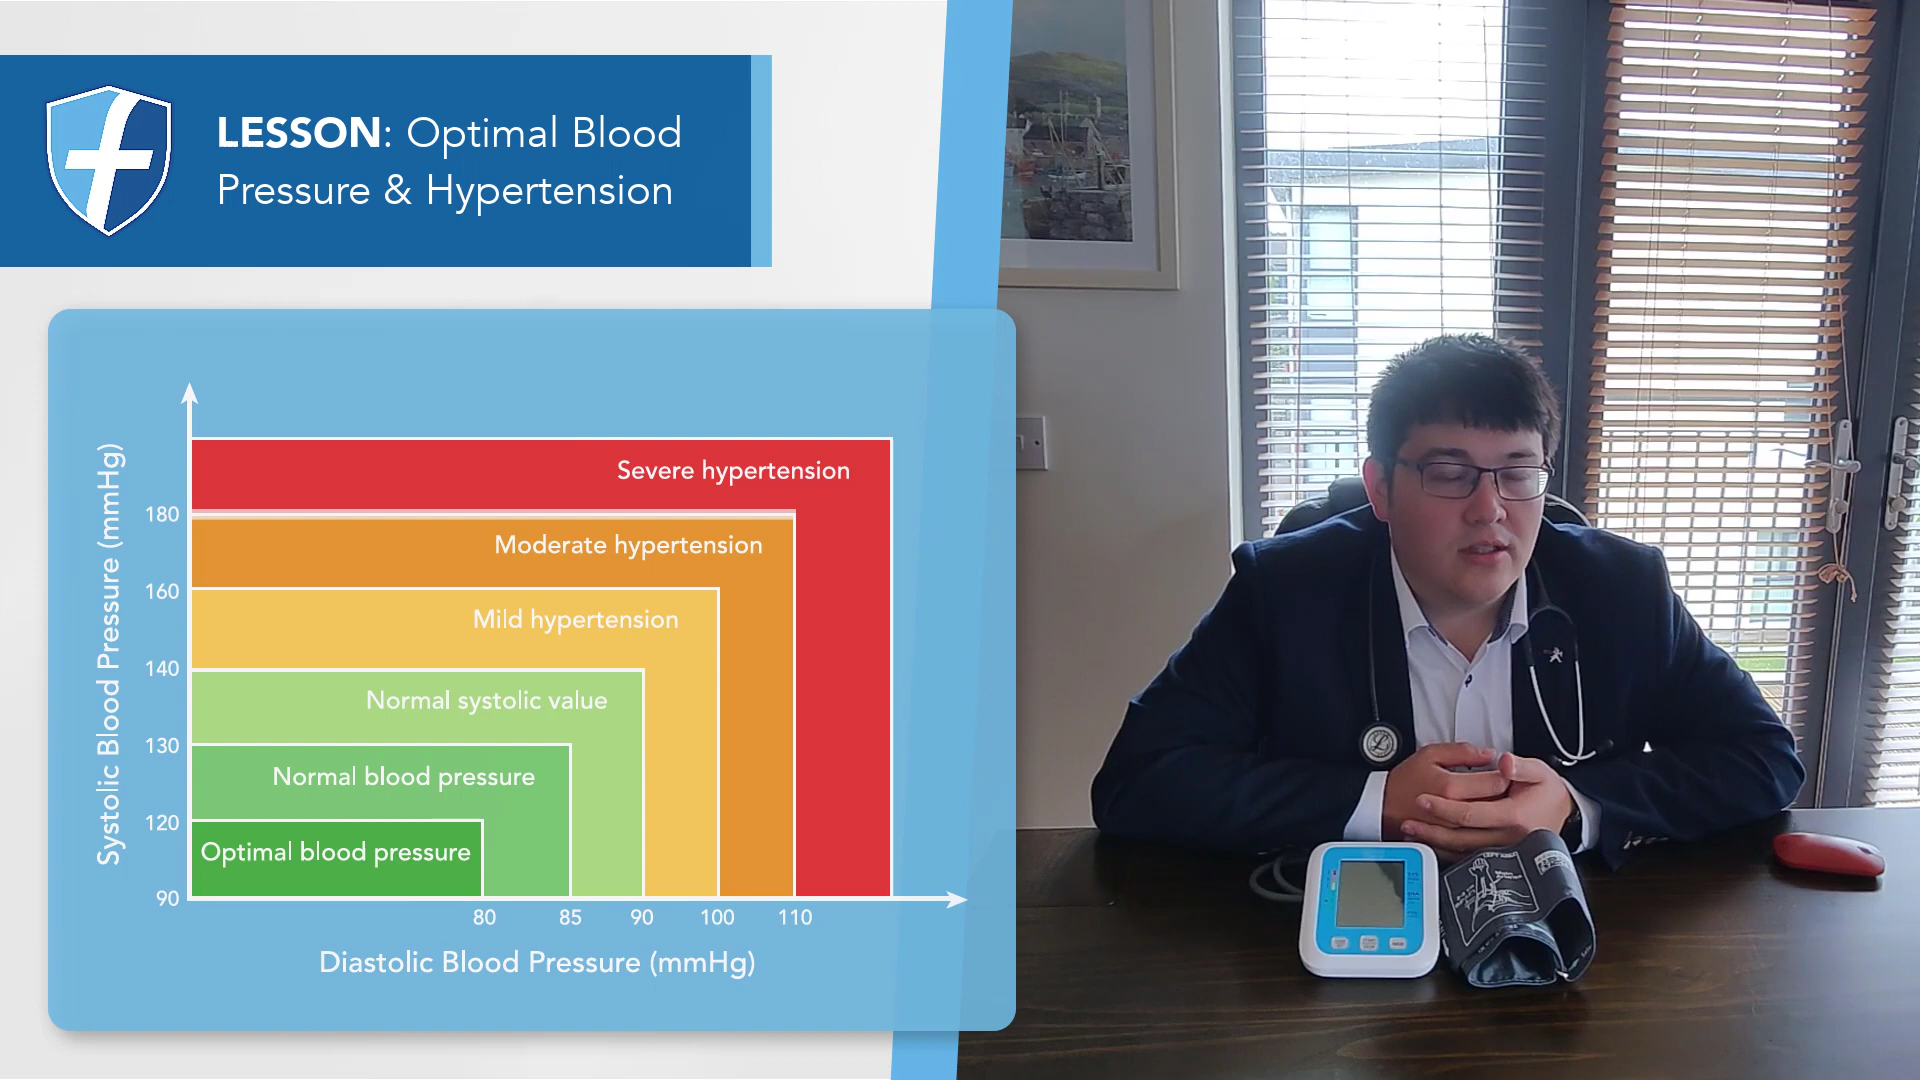 LESSON: Optimal Blood
Pressure & Hypertension
Systolic Blood Pressure (mmHg)
Severe hypertension
180
Moderate hypertension
160
Mild hypertension
140
Normal systolic value
130
Normal blood pressure
120
Optimal blood pressure
90
80 85 90 100 110
Diastolic Blood Pressure (mmHg)
LEFT ARM